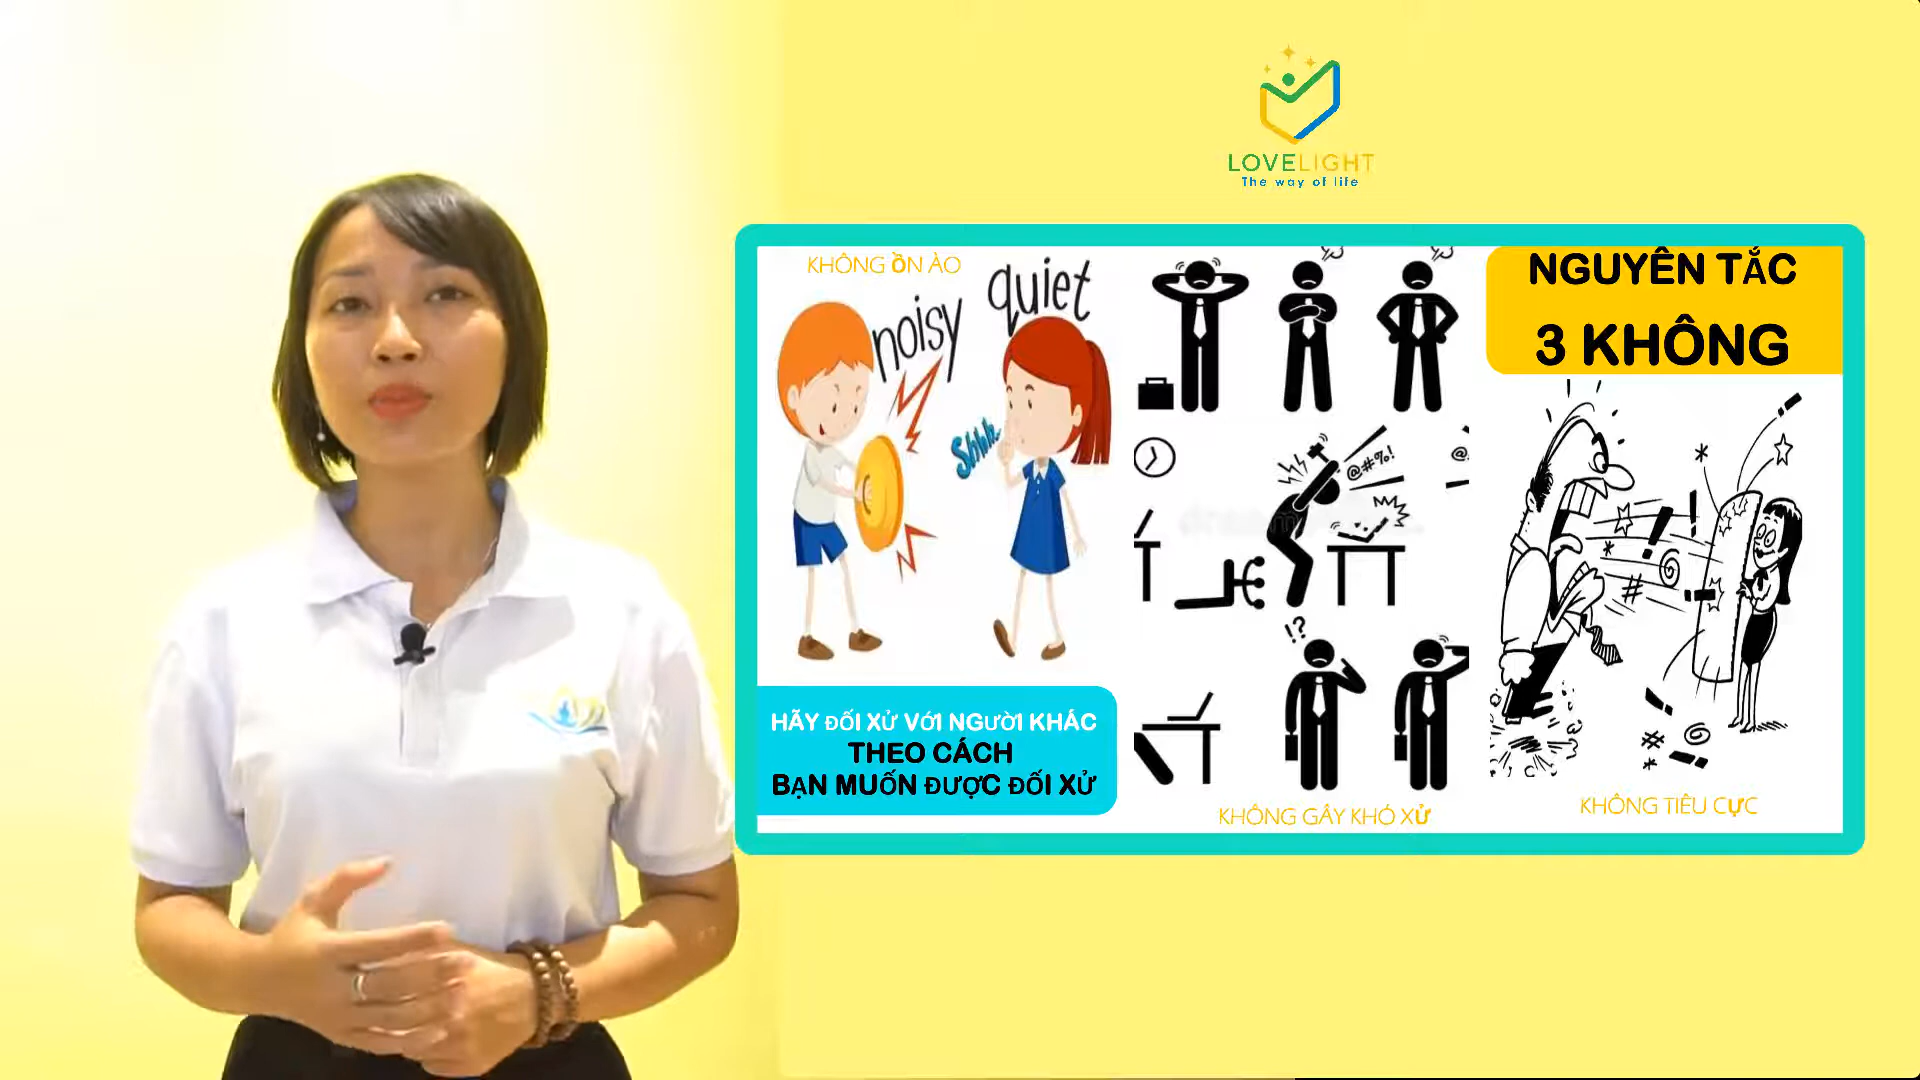 LOVELIGHT
The way of life
KHÔNG ỒN ÀO
noisy
quiet
Shhh..
NGUYÊN TẮC
3 KHÔNG
@#%!
!?
HÃY ĐỐI XỬ VỚI NGƯỜI KHÁC
THEO CÁCH
BẠN MUỐN ĐƯỢC ĐỐI XỬ
KHÔNG GÂY KHÓ XỬ
KHÔNG TIÊU CỰC